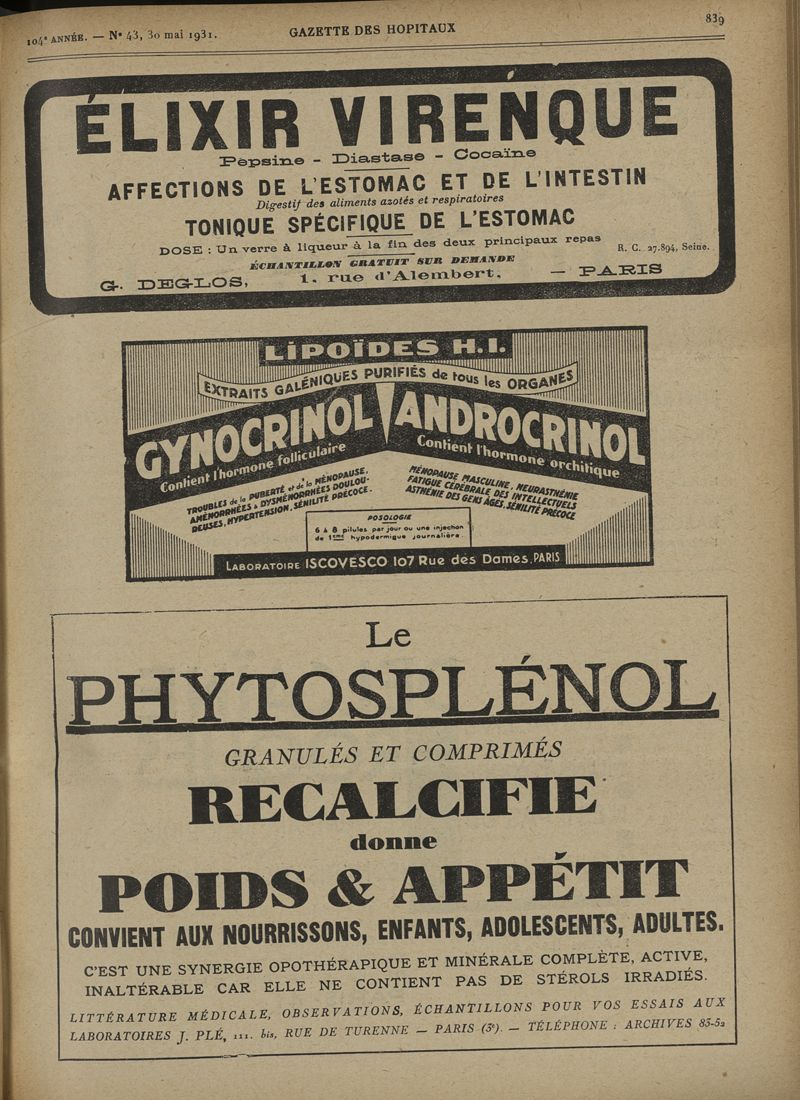 104e ANNÉE. — N° 43, 30 mai 1931.
GAZETTE DES HOPITAUX
839
ÉLIXIR VIRENQUE
Pepsine - Diastase - Cocaïne
AFFECTIONS DE L'ESTOMAC ET DE L'INTESTIN
Digestif des aliments azotés et respiratoires
TONIQUE SPÉCIFIQUE DE L'ESTOMAC
DOSE : Un verre à liqueur à la fin des deux principaux repas
R. C. 27.894, Seine.
ÉCHANTILLON GRATUIT SUR DEMANDE
G. DEGLOS, 1, rue d'Alembert, — PARIS
LIPOÏDES H.I.
EXTRAITS GALÉNIQUES PURIFIÉS de tous les ORGANES
GYNOCRINOL
Contient l'hormone folliculaire
TROUBLES de la PUBERTÉ et de la MÉNOPAUSE,
AMÉNORRHÉES & DYSMÉNORRHÉES DOULOU-
REUSES, HYPERTENSION, SÉNILITÉ PRÉCOCE.
ANDROCRINOL
Contient l'hormone orchitique
MÉNOPAUSE MASCULINE, NEURASTHÉNIE
FATIGUE CÉRÉBRALE DES INTELLECTUELS
ASTHÉNIE DES GENS ÂGÉS, SÉNILITÉ PRÉCOCE
POSOLOGIE
6 à 8 pilules par jour ou une injection
de 1cmc hypodermique journalière.
LABORATOIRE ISCOVESCO 107 Rue des Dames, PARIS
Le
PHYTOSPLÉNOL
GRANULÉS ET COMPRIMÉS
RECALCIFIE
donne
POIDS & APPÉTIT
CONVIENT AUX NOURRISSONS, ENFANTS, ADOLESCENTS, ADULTES.
C'EST UNE SYNERGIE OPOTHÉRAPIQUE ET MINÉRALE COMPLÈTE, ACTIVE,
INALTÉRABLE CAR ELLE NE CONTIENT PAS DE STÉROLS IRRADIÉS.
LITTÉRATURE MÉDICALE, OBSERVATIONS, ÉCHANTILLONS POUR VOS ESSAIS AUX
LABORATOIRES J. PLÉ, 111. bis, RUE DE TURENNE — PARIS (3e). — TÉLÉPHONE : ARCHIVES 85-52